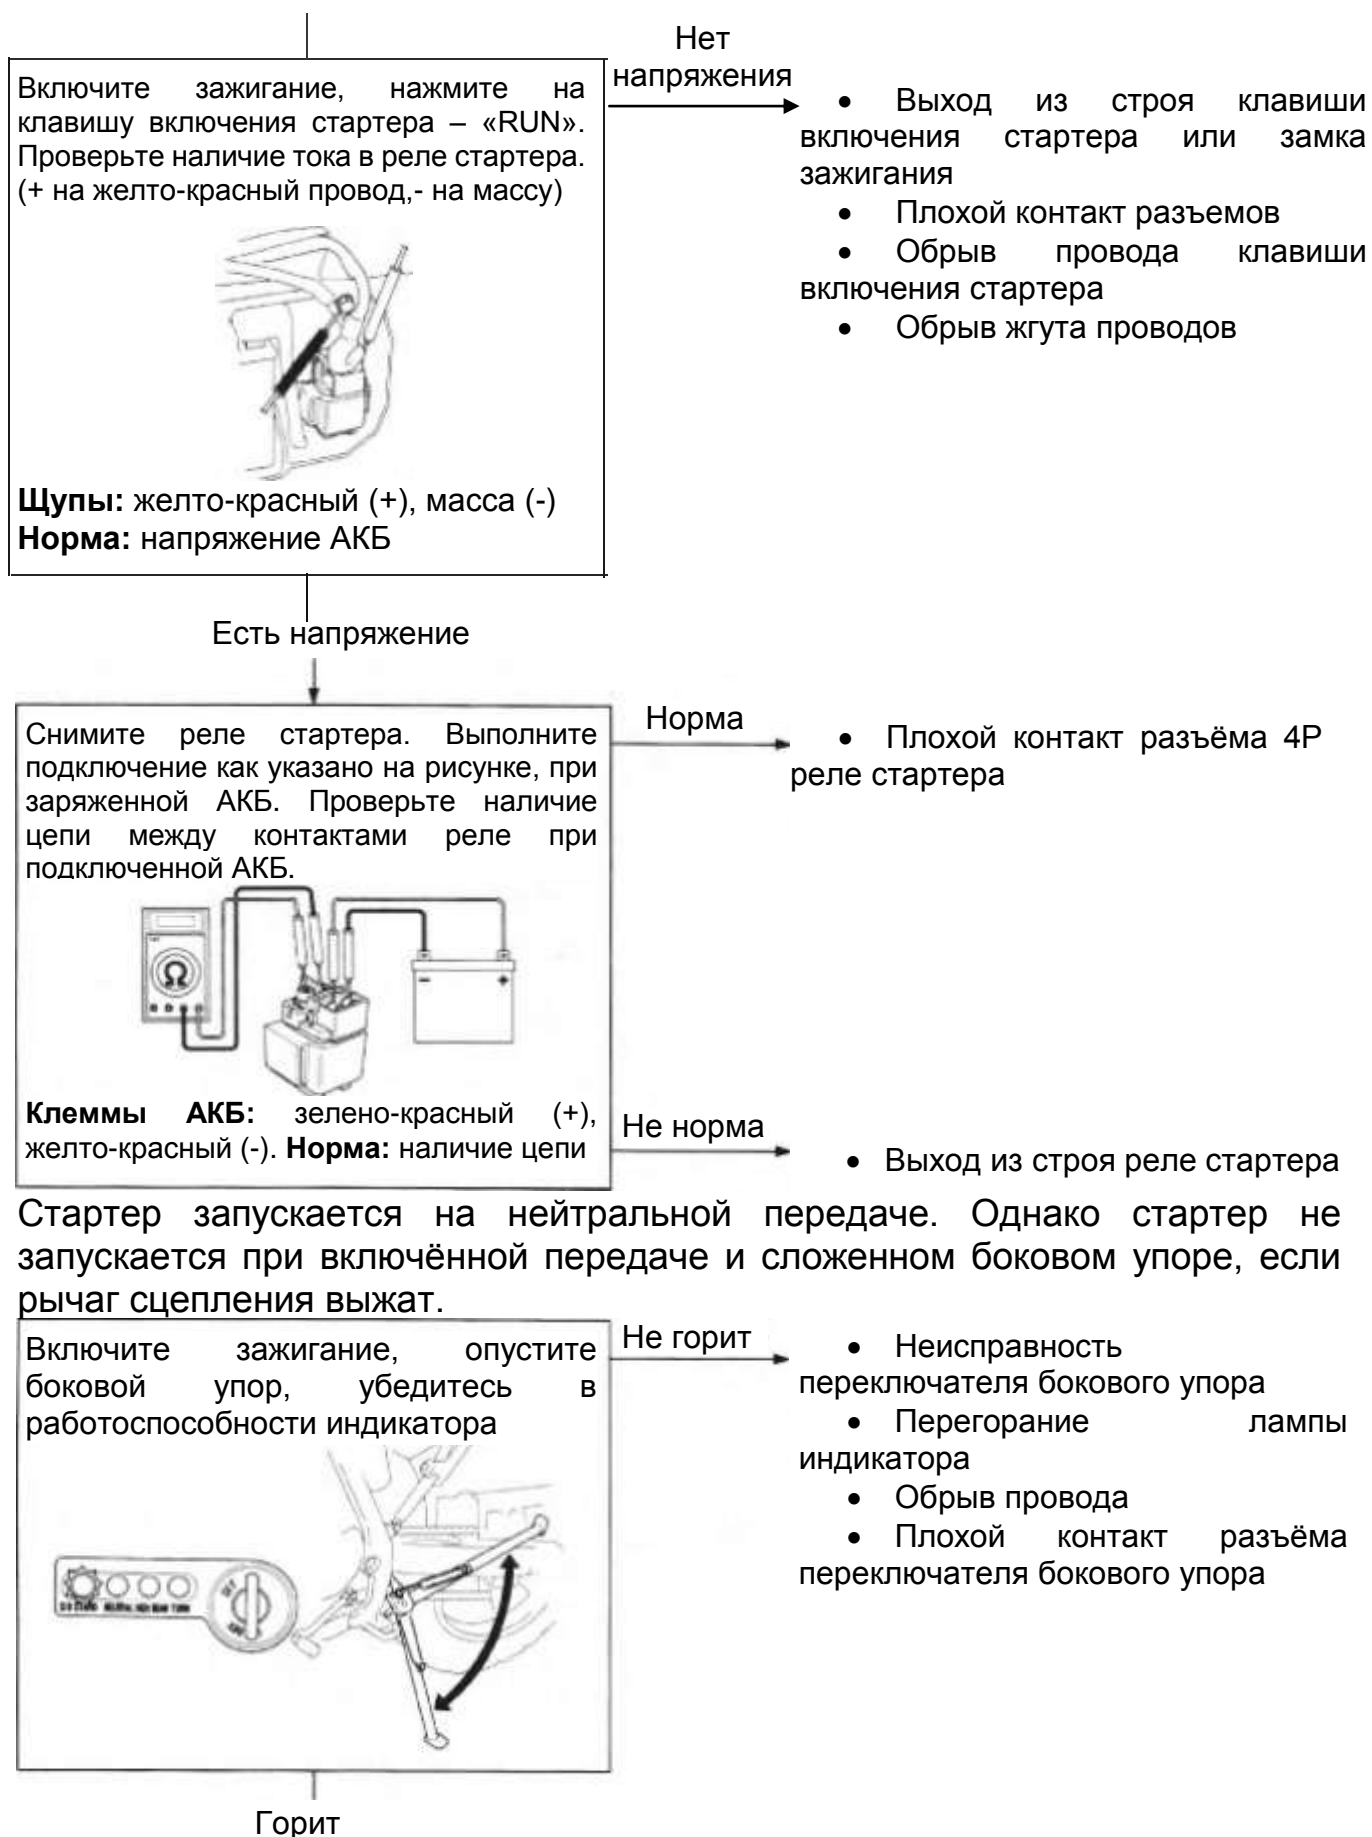 Нет
напряжения
Включите зажигание, нажмите на
клавишу включения стартера – «RUN».
Проверьте наличие тока в реле стартера.
(+ на желто-красный провод,- на массу)
Щупы: желто-красный (+), масса (-)
Норма: напряжение АКБ
• Выход из строя клавиши
включения стартера или замка
зажигания
• Плохой контакт разъемов
• Обрыв провода клавиши
включения стартера
• Обрыв жгута проводов
Есть напряжение
Снимите реле стартера. Выполните
подключение как указано на рисунке, при
заряженной АКБ. Проверьте наличие
цепи между контактами реле при
подключенной АКБ.
Клеммы АКБ: зелено-красный (+),
желто-красный (-). Норма: наличие цепи
Норма
• Плохой контакт разъёма 4Р
реле стартера
Не норма
• Выход из строя реле стартера
Стартер запускается на нейтральной передаче. Однако стартер не
запускается при включённой передаче и сложенном боковом упоре, если
рычаг сцепления выжат.
Включите зажигание, опустите
боковой упор, убедитесь в
работоспособности индикатора
Не горит
• Неисправность
переключателя бокового упора
• Перегорание лампы
индикатора
• Обрыв провода
• Плохой контакт разъёма
переключателя бокового упора
Горит